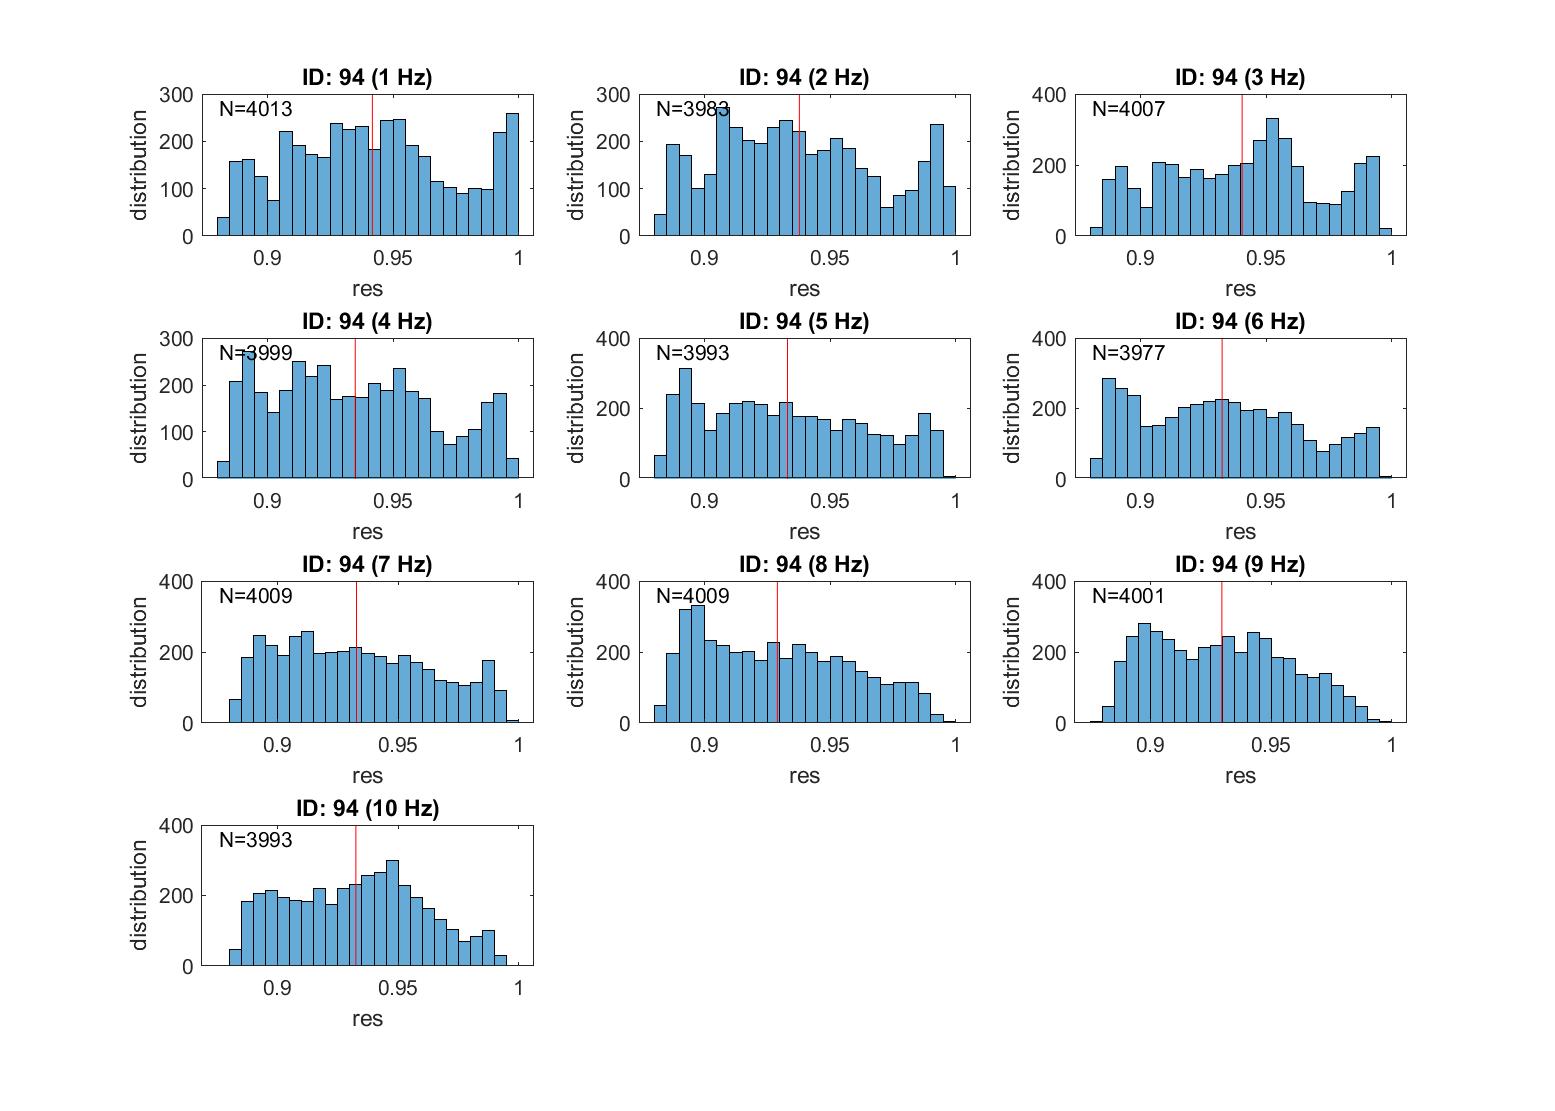 ID: 94 (1 Hz)
N=4013
distribution
300
200
100
0
0.9 0.95 1
res
ID: 94 (2 Hz)
N=3983
distribution
300
200
100
0
0.9 0.95 1
res
ID: 94 (3 Hz)
N=4007
distribution
400
200
0
0.9 0.95 1
res
ID: 94 (4 Hz)
N=3999
distribution
300
200
100
0
0.9 0.95 1
res
ID: 94 (5 Hz)
N=3993
distribution
400
200
0
0.9 0.95 1
res
ID: 94 (6 Hz)
N=3977
distribution
400
200
0
0.9 0.95 1
res
ID: 94 (7 Hz)
N=4009
distribution
400
200
0
0.9 0.95 1
res
ID: 94 (8 Hz)
N=4009
distribution
400
200
0
0.9 0.95 1
res
ID: 94 (9 Hz)
N=4001
distribution
400
200
0
0.9 0.95 1
res
ID: 94 (10 Hz)
N=3993
distribution
400
200
0
0.9 0.95 1
res